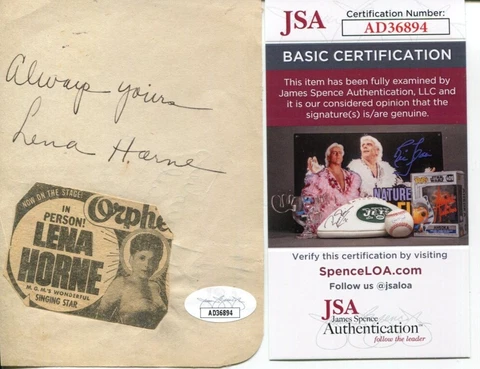 Always yours
Lena Horne
NOW ON THE STAGE!
IN
PERSON!
Orphe
LENA
HORNE
M.G.M.'S WONDERFUL
SINGING STAR
AD36894
JSA
Certification Number:
AD36894
BASIC CERTIFICATION
This item has been fully examined by
James Spence Authentication, LLC and
it is our considered opinion that the
signature(s) is/are genuine.
NATURE
JETS
Verify this certification by visiting
SpenceLOA.com
Follow us @jsaloa
JSA
James Spence
Authentication™
follow the leader